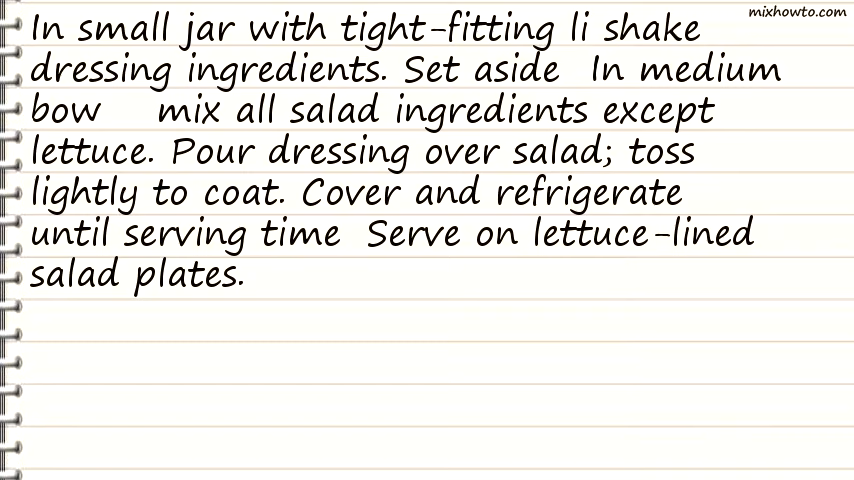 mixhowto.com
In small jar with tight-fitting li shake
dressing ingredients. Set aside In medium
bow mix all salad ingredients except
lettuce. Pour dressing over salad; toss
lightly to coat. Cover and refrigerate
until serving time Serve on lettuce-lined
salad plates.